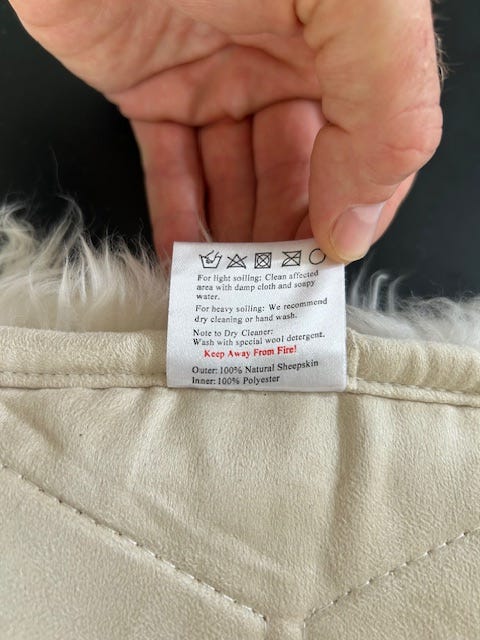 For light soiling: Clean affected
area with damp cloth and soapy
water.
For heavy soiling: We recommend
dry cleaning or hand wash.
Note to Dry Cleaner:
Wash with special wool detergent.
Keep Away From Fire!
Outer: 100% Natural Sheepskin
Inner: 100% Polyester